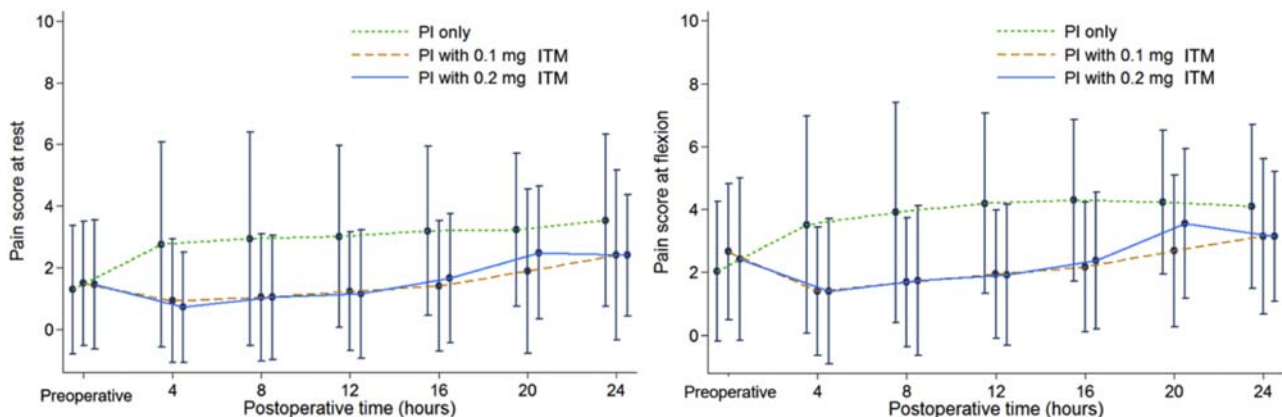 Pain score at rest
10
8
6
4
2
0
PI only
PI with 0.1 mg ITM
PI with 0.2 mg ITM
Preoperative 4 8 12 16 20 24
Postoperative time (hours)
Pain score at flexion
10
8
6
4
2
0
PI only
PI with 0.1 mg ITM
PI with 0.2 mg ITM
Preoperative 4 8 12 16 20 24
Postoperative time (hours)